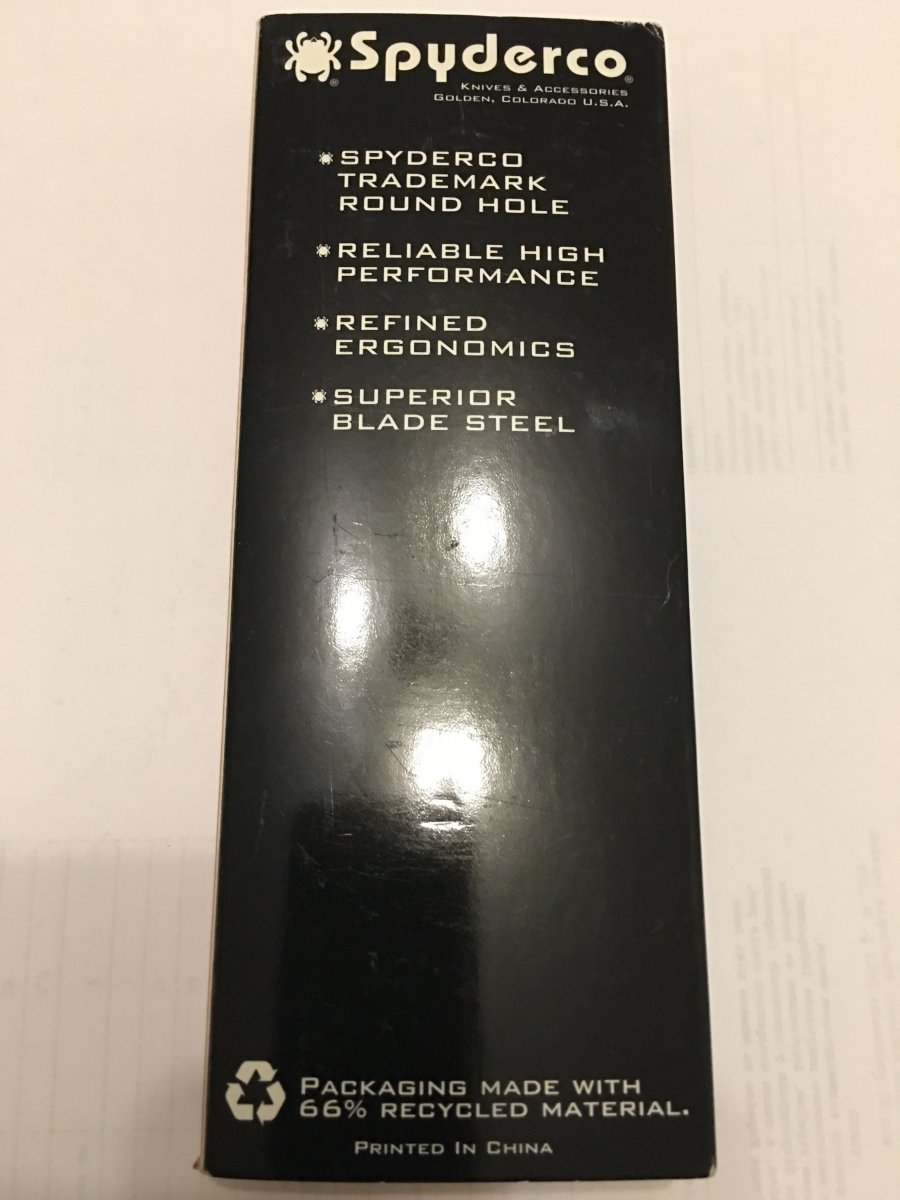 Spyderco®
®
KNIVES & ACCESSORIES
GOLDEN, COLORADO U.S.A.
SPYDERCO
TRADEMARK
ROUND HOLE
RELIABLE HIGH
PERFORMANCE
REFINED
ERGONOMICS
SUPERIOR
BLADE STEEL
PACKAGING MADE WITH
66% RECYCLED MATERIAL.
PRINTED IN CHINA